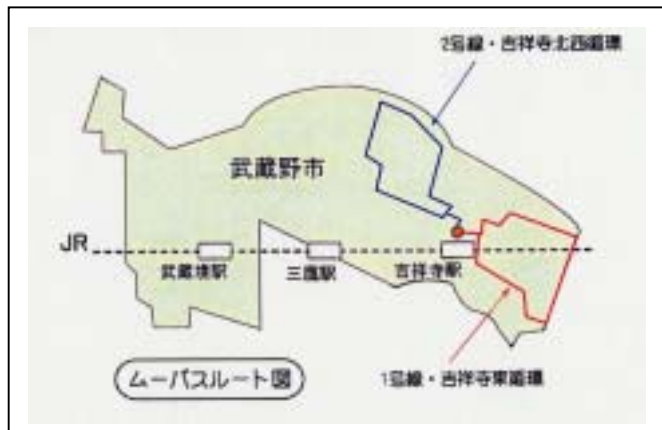 2号線・吉祥寺北西循環
武蔵野市
JR
武蔵境駅
三鷹駅
吉祥寺駅
ムーバスルート図
1号線・吉祥寺東循環